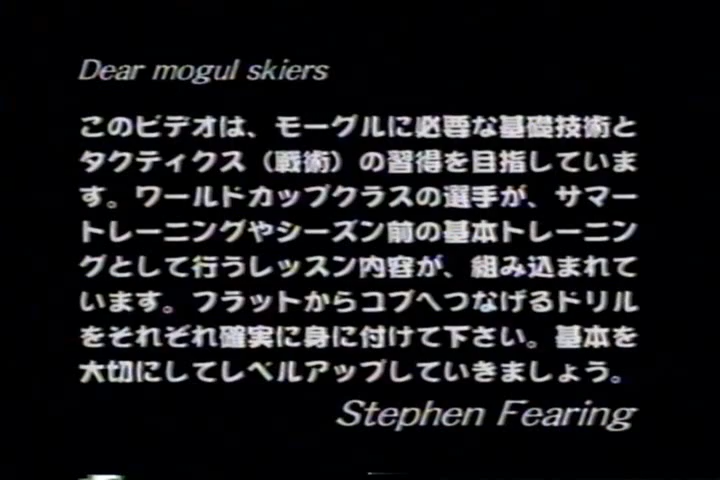 Dear mogul skiers
このビデオは、モーグルに必要な基礎技術と
タクティクス（戦術）の習得を目指していま
す。ワールドカップクラスの選手が、サマー
トレーニングやシーズン前の基本トレーニン
グとして行うレッスン内容が、組み込まれて
います。フラットからコブへつなげるドリル
をそれぞれ確実に身に付けて下さい。基本を
大切にしてレベルアップしていきましょう。
Stephen Fearing